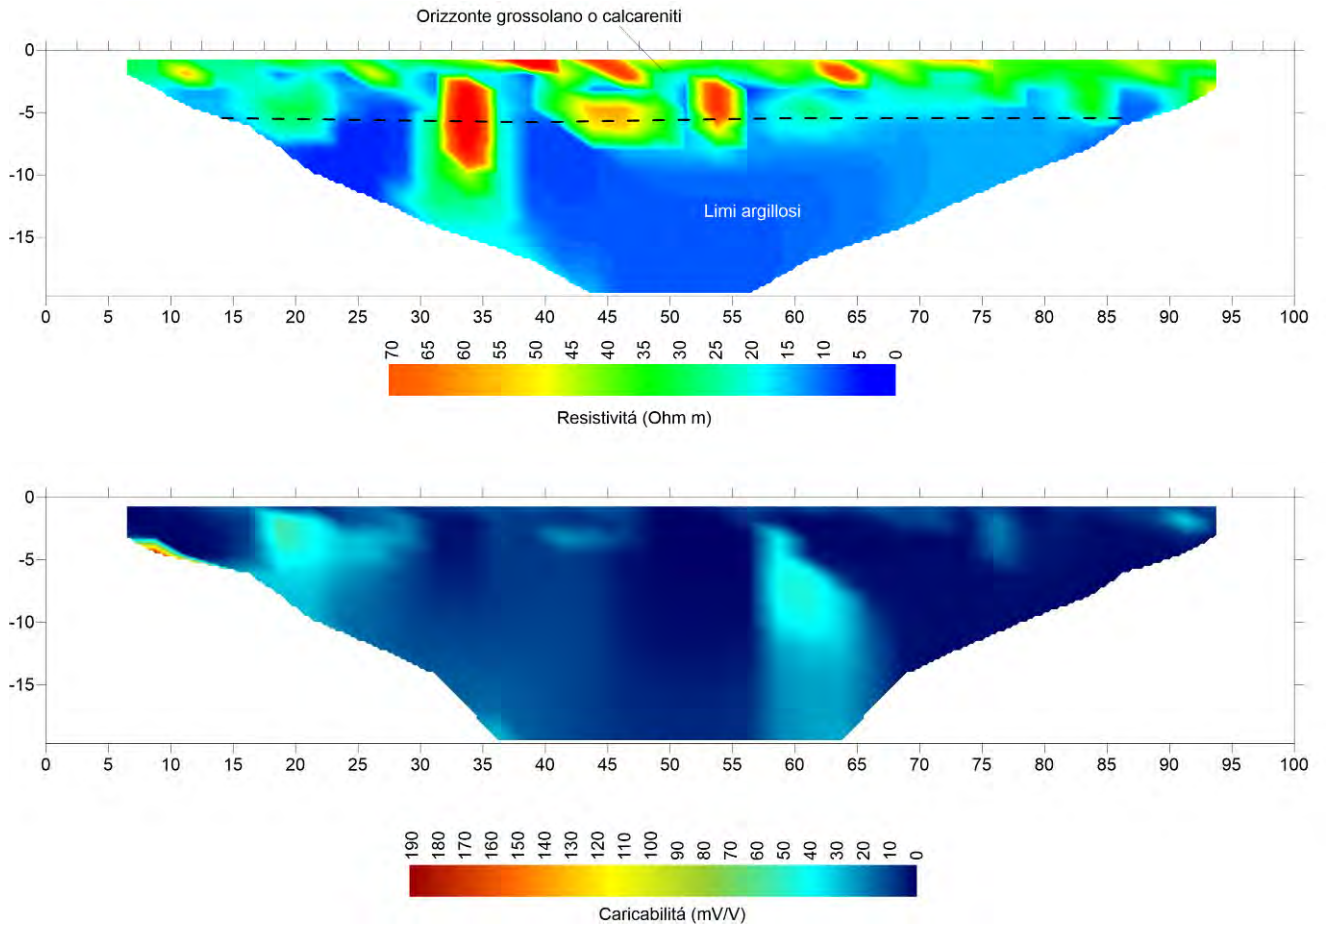 Orizzonte grossolano o calcareniti
0
-5
-10
-15
Limi argillosi
0 5 10 15 20 25 30 35 40 45 50 55 60 65 70 75 80 85 90 95 100
70 65 60 55 50 45 40 35 30 25 20 15 10 5 0
Resistivitá (Ohm m)
0
-5
-10
-15
0 5 10 15 20 25 30 35 40 45 50 55 60 65 70 75 80 85 90 95 100
190 180 170 160 150 140 130 120 110 100 90 80 70 60 50 40 30 20 10 0
Caricabilitá (mV/V)